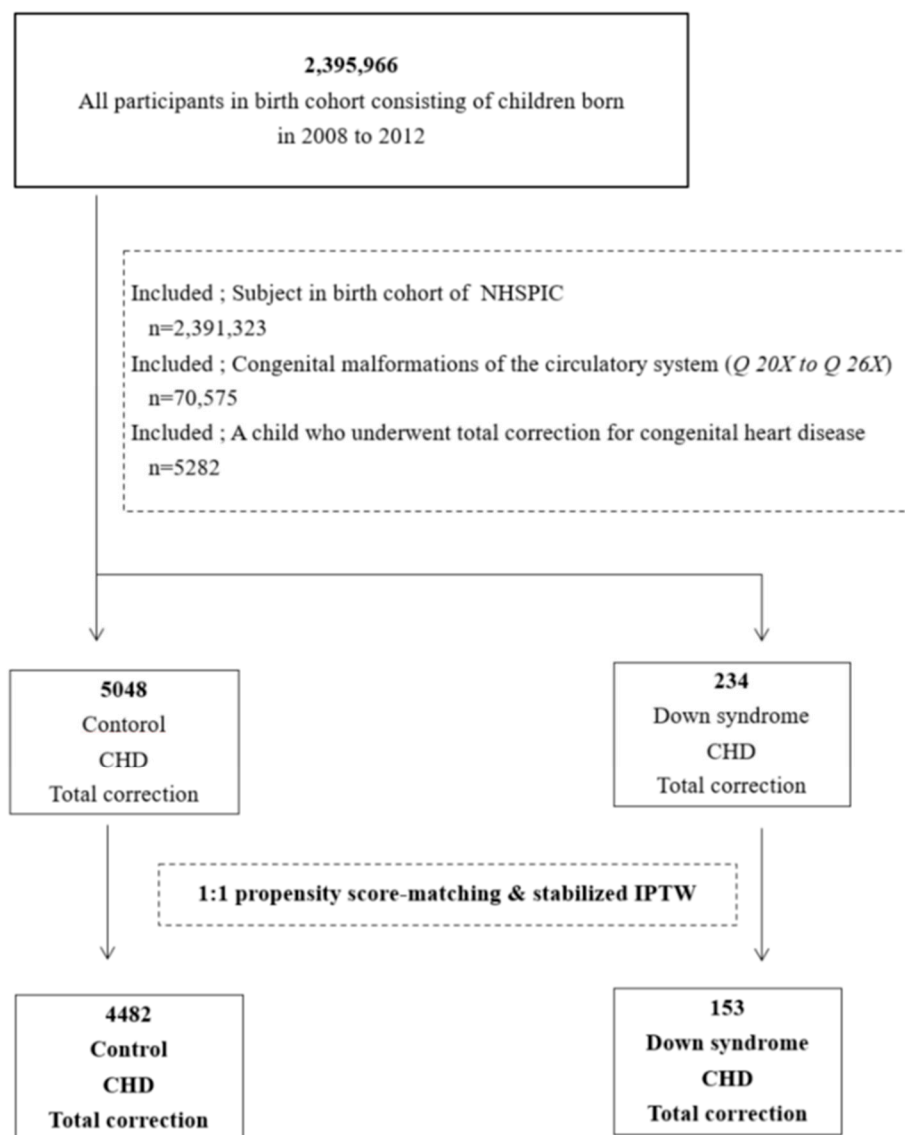 2,395,966
All participants in birth cohort consisting of children born
in 2008 to 2012
Included ; Subject in birth cohort of NHSPIC
n=2,391,323
Included ; Congenital malformations of the circulatory system (Q 20X to Q 26X)
n=70,575
Included ; A child who underwent total correction for congenital heart disease
n=5282
5048
Contorol
CHD
Total correction
234
Down syndrome
CHD
Total correction
1:1 propensity score-matching & stabilized IPTW
4482
Control
CHD
Total correction
153
Down syndrome
CHD
Total correction